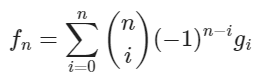 $f_n = \sum_{i=0}^{n} \binom{n}{i} (-1)^{n-i} g_i$